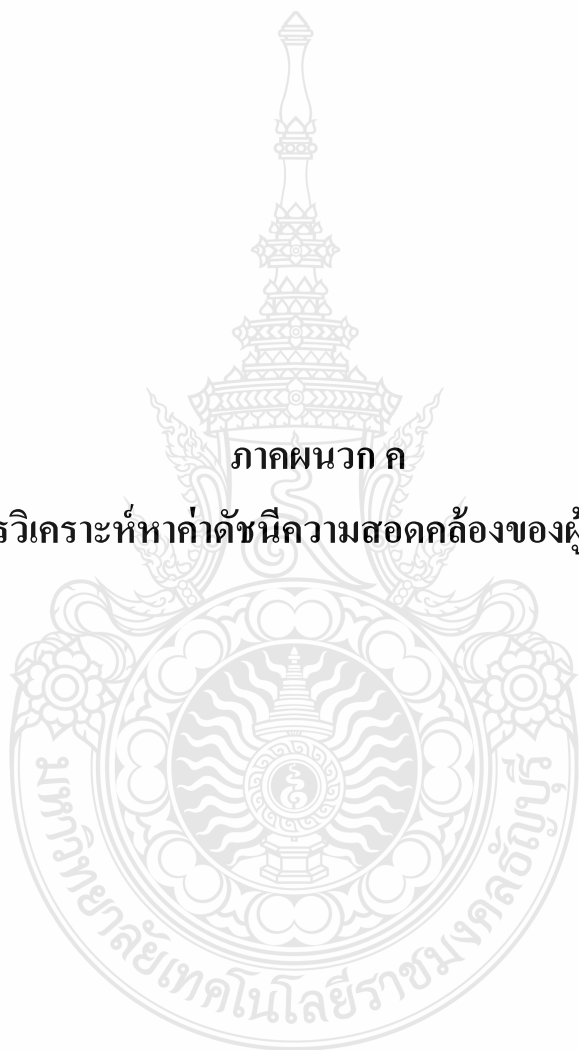 ภาคผนวก ค
วิเคราะห์หาค่าดัชนีความสอดคล้องของ
มหาวิทยาลัยเทคโนโลยีราชมงคลธัญบุรี